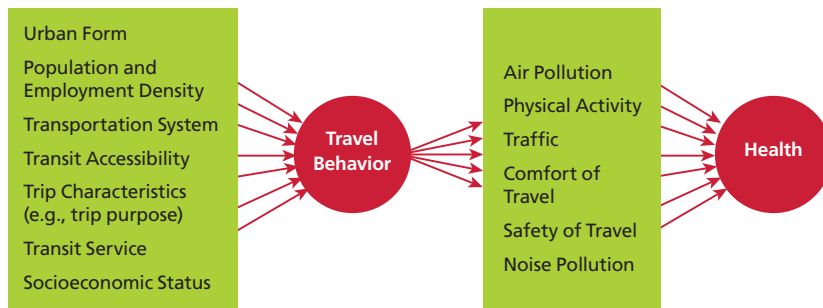 Urban Form
Population and
Employment Density
Transportation System
Transit Accessibility
Trip Characteristics
(e.g., trip purpose)
Transit Service
Socioeconomic Status
Travel
Behavior
Air Pollution
Physical Activity
Traffic
Comfort of
Travel
Safety of Travel
Noise Pollution
Health